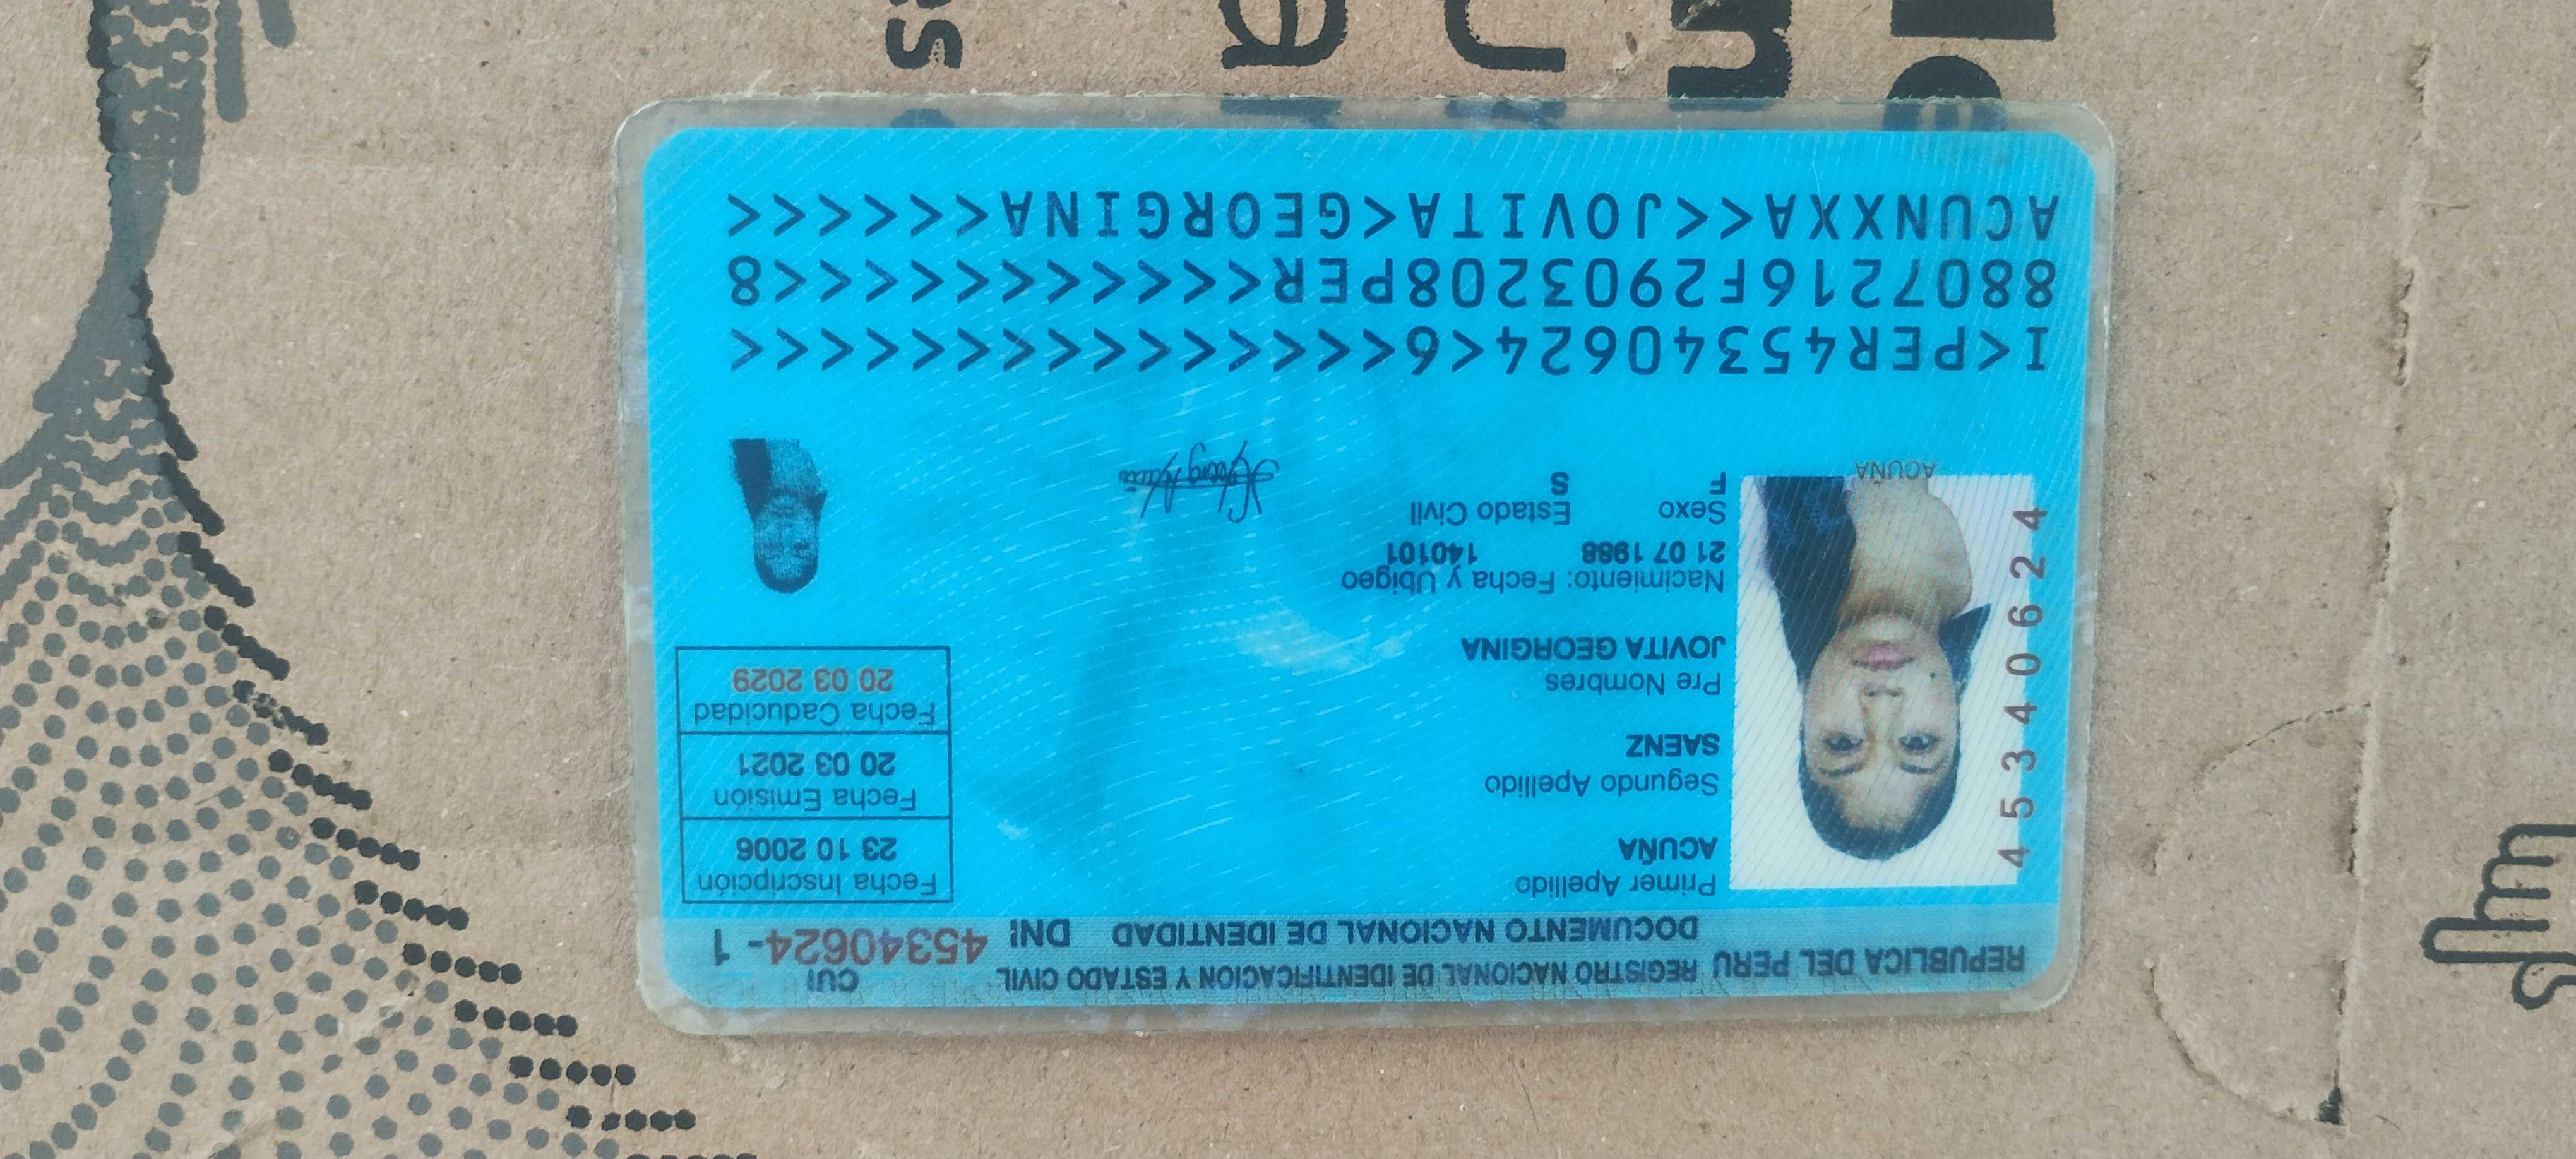 REPUBLICA DEL PERU REGISTRO NACIONAL DE IDENTIFICACION Y ESTADO CIVIL
DOCUMENTO NACIONAL DE IDENTIDAD DNI
CUI
45340624-1
Primer Apellido
ACUÑA
Segundo Apellido
SAENZ
Pre Nombres
JOVITA GEORGINA
Nacimiento: Fecha y Ubigeo
21 07 1988 140101
Sexo Estado Civil
F S
Fecha Inscripción
23 10 2006
Fecha Emisión
20 03 2021
Fecha Caducidad
20 03 2029
45340624
ACUÑA
I<PER45340624<6<<<<<<<<<<<<<<<
8807216F2903208PER<<<<<<<<<<<8
ACUNXXA<<JOVITA<GEORGINA<<<<<<